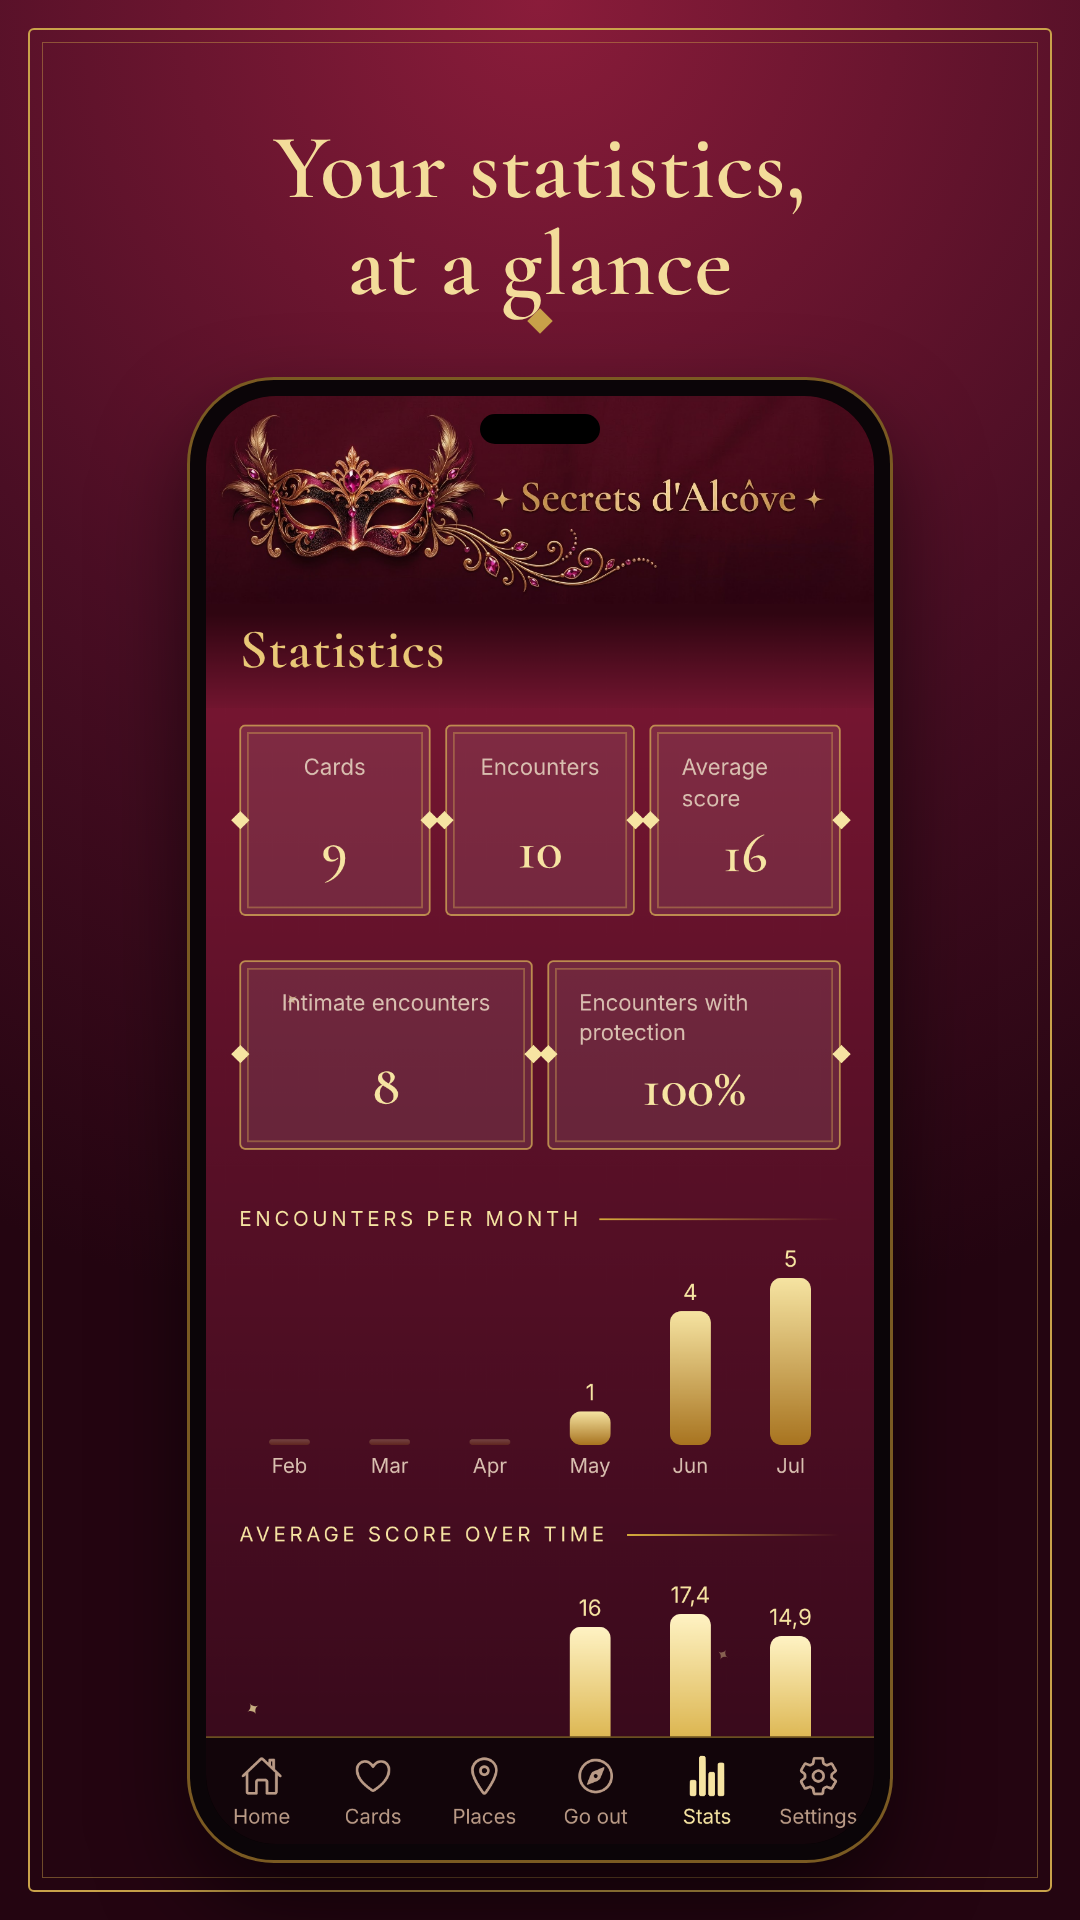 Your statistics,
at a glance
Secrets d'Alcôve
Statistics
Cards
Encounters
Average
score
9
10
16
Intimate encounters
Encounters with
protection
8
100%
ENCOUNTERS PER MONTH
5
4
1
Feb Mar Apr May Jun Jul
AVERAGE SCORE OVER TIME
16 17,4 14,9
Home Cards Places Go out Stats Settings